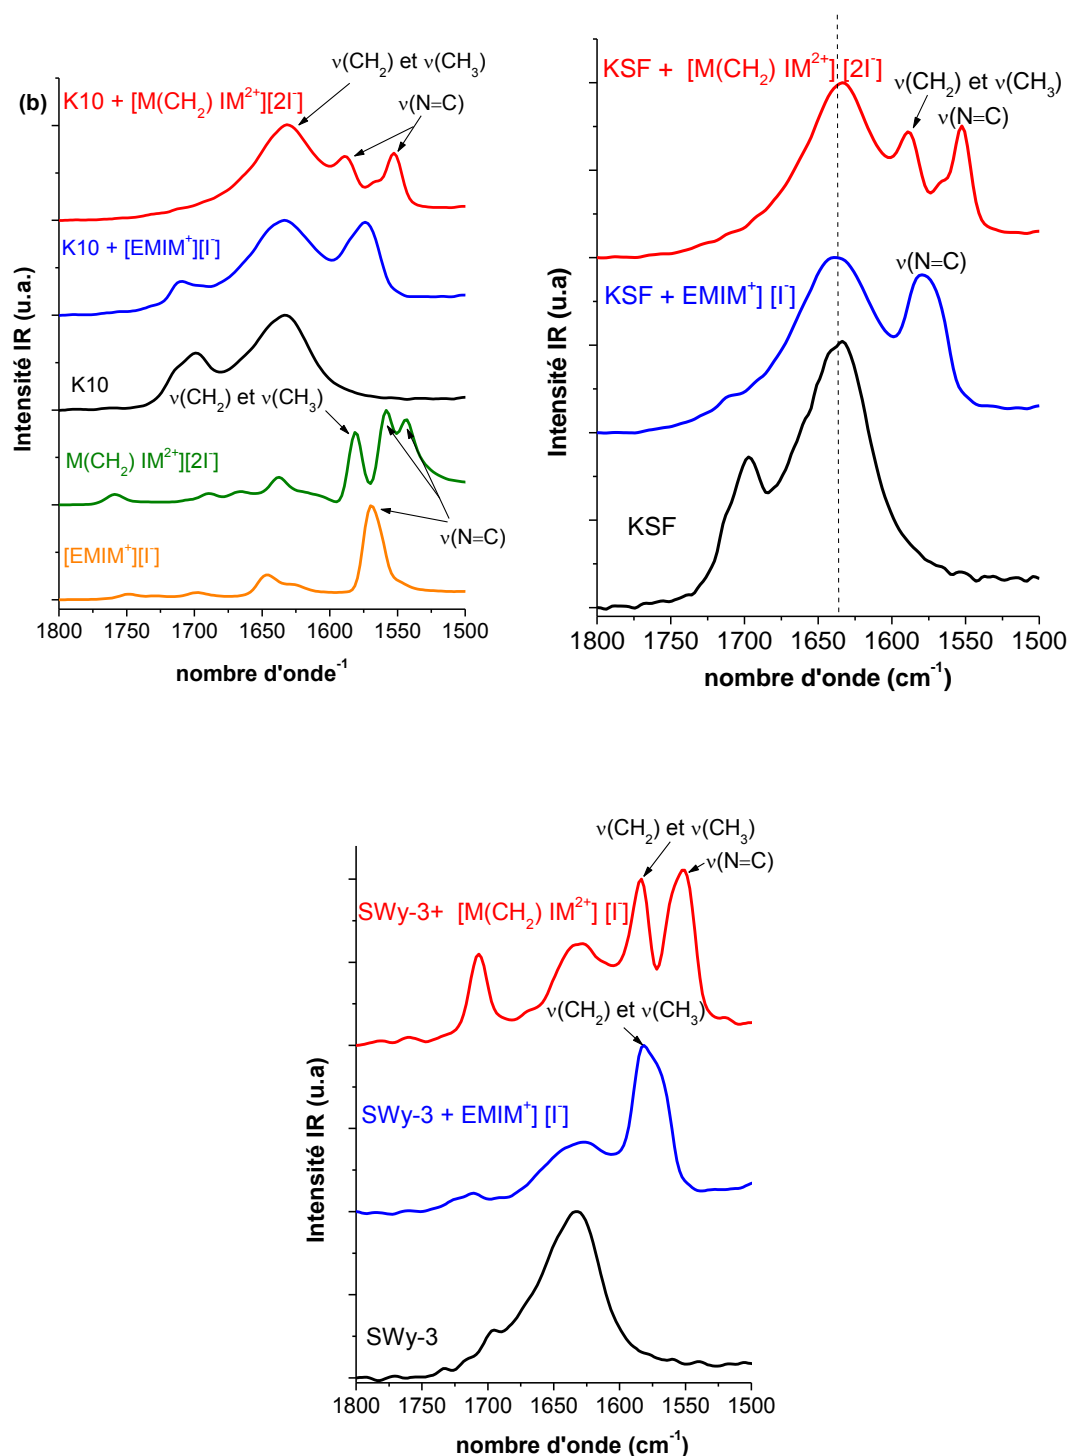 ν(CH2) et ν(CH3)
(b)
K10 + [M(CH2) IM2+][2I-]
ν(N=C)
K10 + [EMIM+][I-]
K10
ν(CH2) et ν(CH3)
M(CH2) IM2+][2I-]
ν(N=C)
[EMIM+][I-]
Intensité IR (u.a.)
1800 1750 1700 1650 1600 1550 1500
nombre d'onde-1
KSF + [M(CH2) IM2+] [2I-]
ν(CH2) et ν(CH3)
ν(N=C)
ν(N=C)
KSF + EMIM+] [I-]
KSF
Intensité IR (u.a)
1800 1750 1700 1650 1600 1550 1500
nombre d'onde (cm-1)
ν(CH2) et ν(CH3)
ν(N=C)
SWy-3+ [M(CH2) IM2+] [I-]
ν(CH2) et ν(CH3)
SWy-3 + EMIM+] [I-]
SWy-3
Intensité IR (u.a)
1800 1750 1700 1650 1600 1550 1500
nombre d'onde (cm-1)